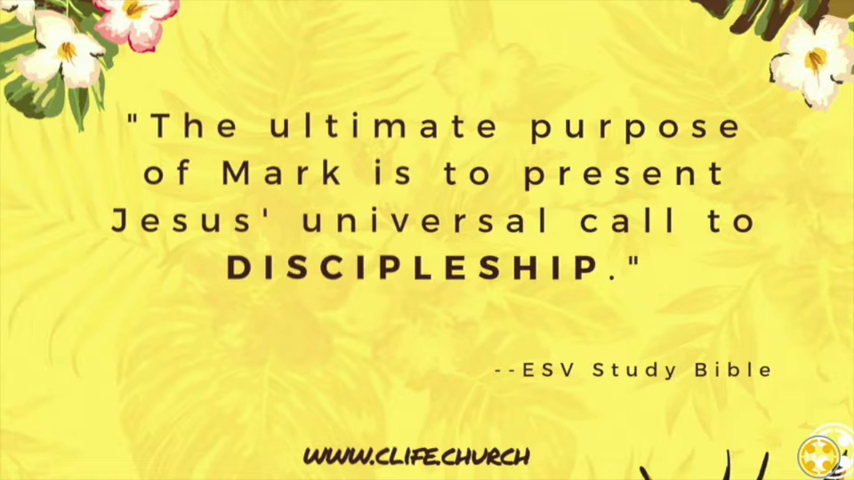 "The ultimate purpose
of Mark is to present
Jesus' universal call to
DISCIPLESHIP."
--ESV Study Bible
WWW.CLIFE.CHURCH